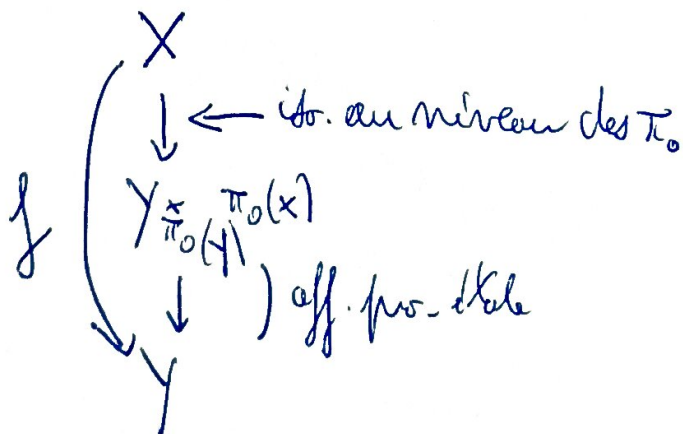 X
iso. au niveau des π₀
f
Y × π₀(X)
π₀(Y)
aff. pro-étale
Y